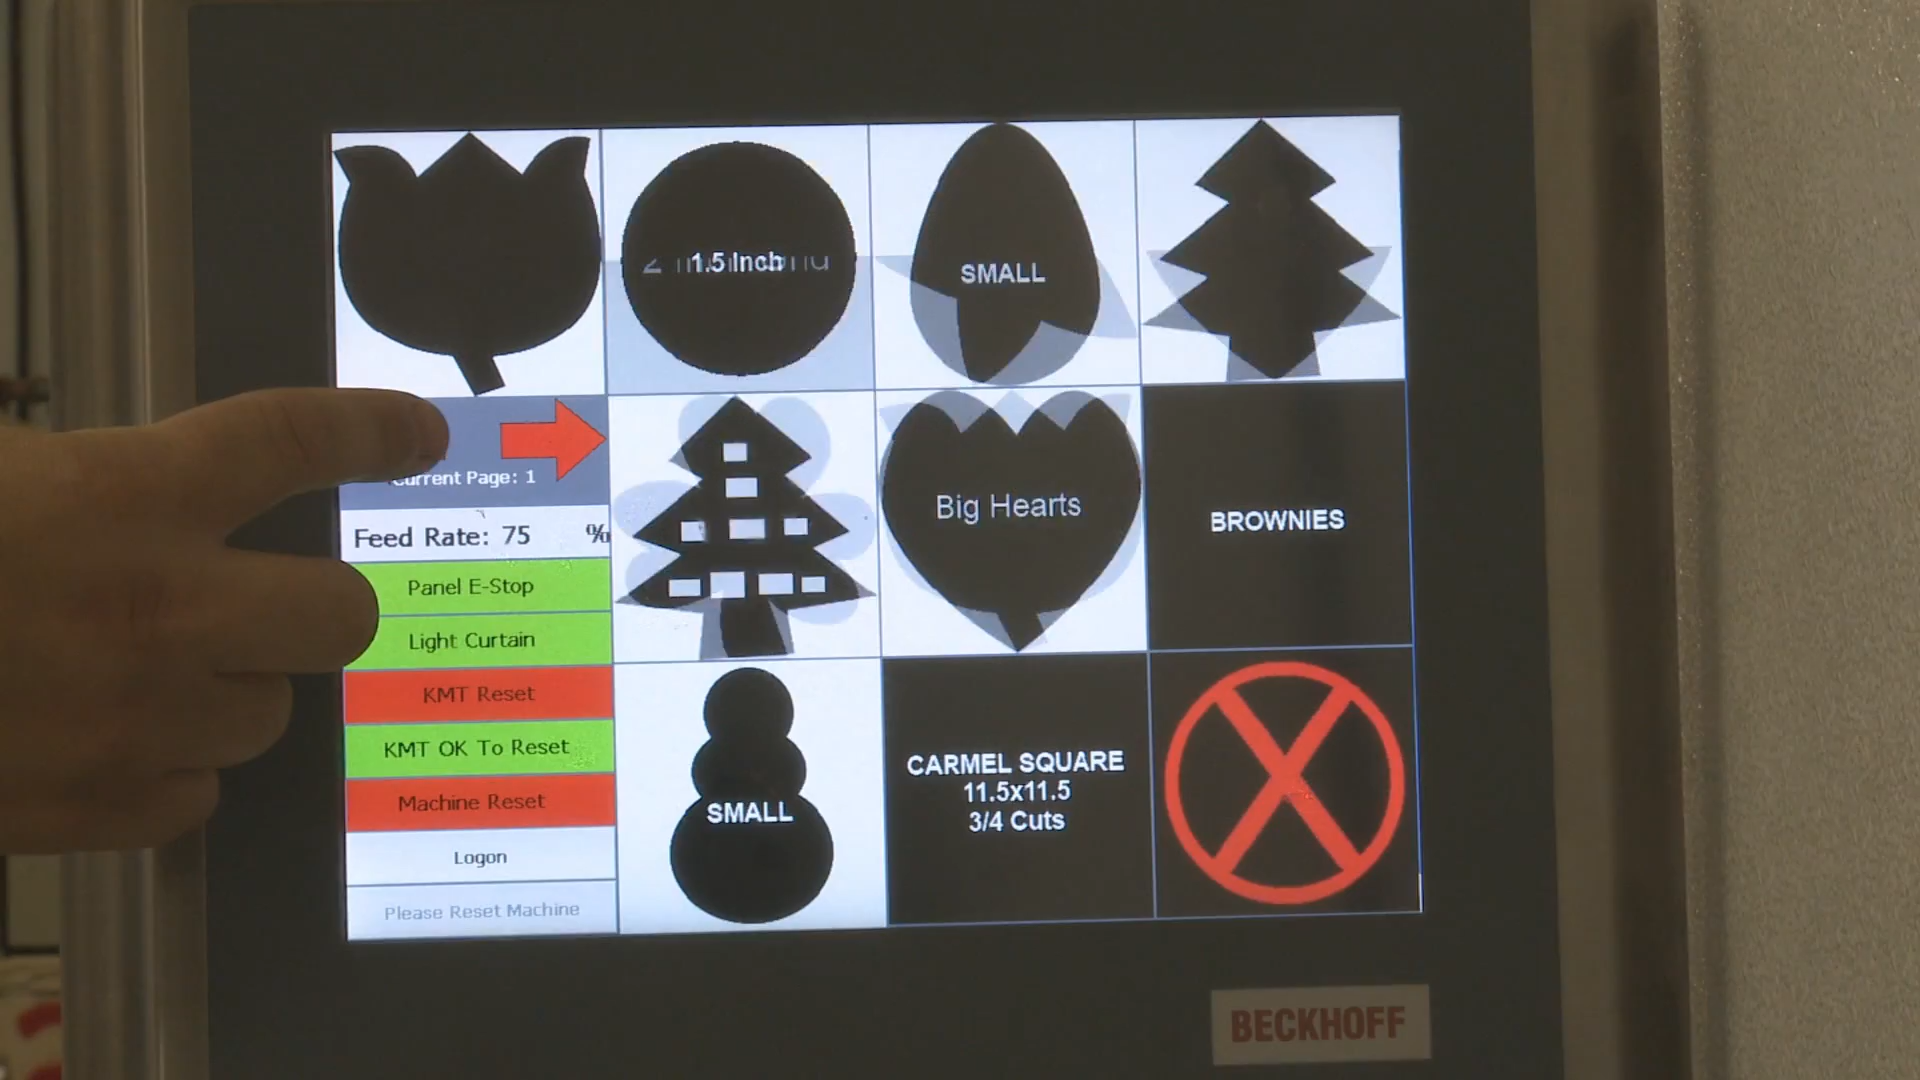 1.5 Inch
SMALL
Current Page: 1
Feed Rate: 75 %
Panel E-Stop
Light Curtain
KMT Reset
KMT OK To Reset
Machine Reset
Logon
Please Reset Machine
Big Hearts
BROWNIES
SMALL
CARMEL SQUARE
11.5x11.5
3/4 Cuts
BECKHOFF